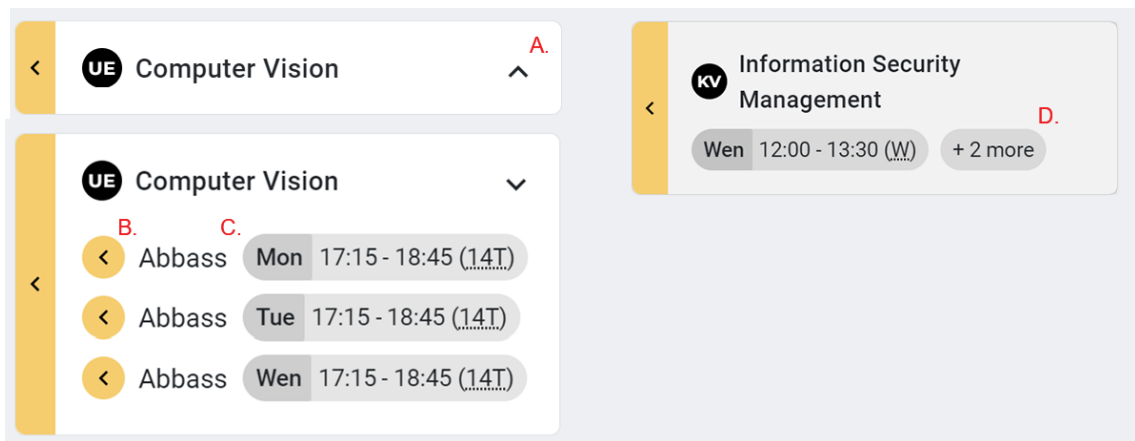 A.
UE Computer Vision
UE Computer Vision
B. C.
Abbass Mon 17:15 - 18:45 (14T)
Abbass Tue 17:15 - 18:45 (14T)
Abbass Wen 17:15 - 18:45 (14T)
KV Information Security
Management
D.
Wen 12:00 - 13:30 (W) + 2 more